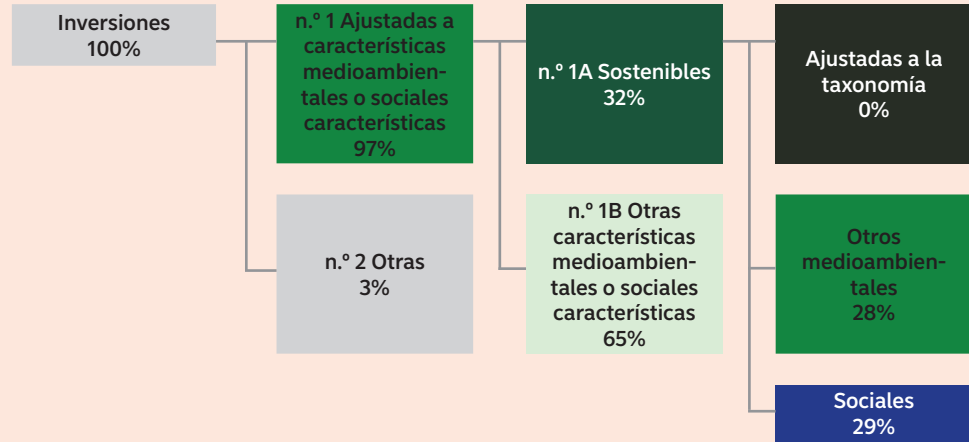 Inversiones
100%
n.º 1 Ajustadas a
características
medioambien-
tales o sociales
características
97%
n.º 1A Sostenibles
32%
Ajustadas a la
taxonomía
0%
n.º 2 Otras
3%
n.º 1B Otras
características
medioambien-
tales o sociales
características
65%
Otros
medioambien-
tales
28%
Sociales
29%